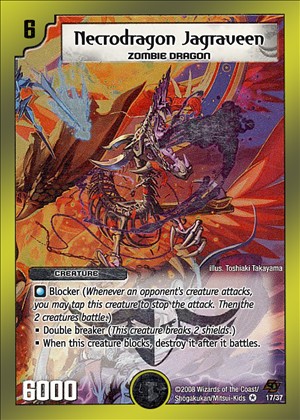 6
Necrodragon Jagraveen
ZOMBIE DRAGON
illus. Toshiaki Takayama
CREATURE
Blocker (Whenever an opponent's creature attacks,
you may tap this creature to stop the attack. Then the
2 creatures battle.)
• Double breaker (This creature breaks 2 shields.)
• When this creature blocks, destroy it after it battles.
6000
1
©2008 Wizards of the Coast/
Shogakukan/Mitsui-Kids
17/37